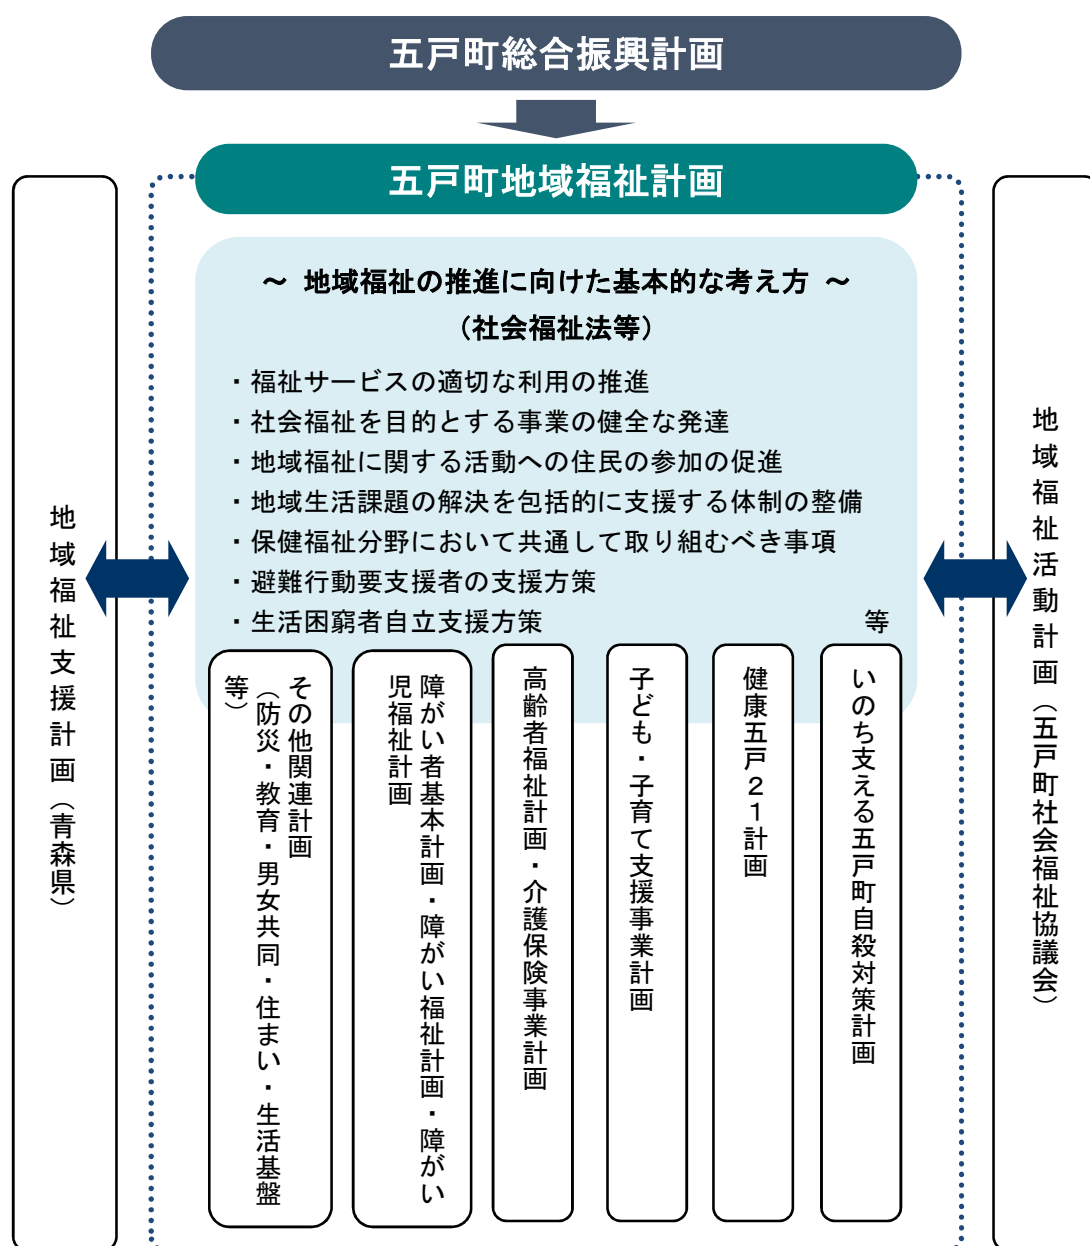 五戸町総合振興計画
五戸町地域福祉計画
～ 地域福祉の推進に向けた基本的な考え方 ～
（社会福祉法等）
・福祉サービスの適切な利用の推進
・社会福祉を目的とする事業の健全な発達
・地域福祉に関する活動への住民の参加の促進
・地域生活課題の解決を包括的に支援する体制の整備
・保健福祉分野において共通して取り組むべき事項
・避難行動要支援者の支援方策
・生活困窮者自立支援方策 等
地域福祉活動計画（五戸町社会福祉協議会）
いのち支える五戸町自殺対策計画
健康五戸２１計画
子ども・子育て支援事業計画
高齢者福祉計画・介護保険事業計画
障がい者基本計画・障がい福祉計画・障がい
児福祉計画
その他関連計画
（防災・教育・男女共同・住まい・生活基盤
等）
地域福祉支援計画（青森県）